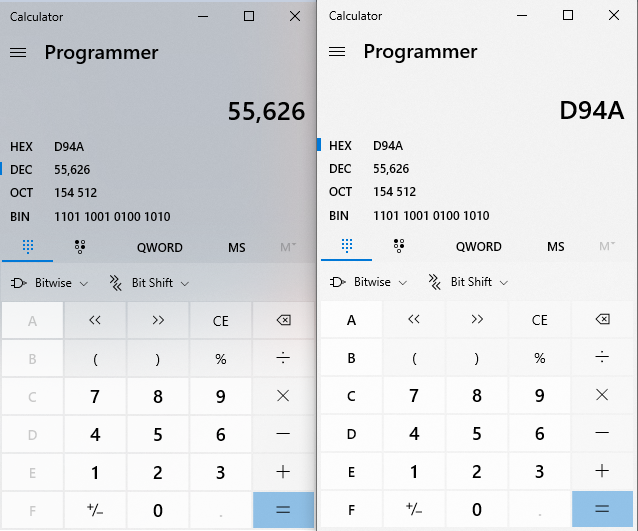 Calculator
Programmer
55,626
HEX D94A
DEC 55,626
OCT 154 512
BIN 1101 1001 0100 1010
QWORD MS M
Bitwise Bit Shift
A << >> CE
B ( ) % ÷
C 7 8 9 ×
D 4 5 6 −
E 1 2 3 +
F +/− 0 . =
Calculator
Programmer
D94A
HEX D94A
DEC 55,626
OCT 154 512
BIN 1101 1001 0100 1010
QWORD MS M
Bitwise Bit Shift
A << >> CE
B ( ) % ÷
C 7 8 9 ×
D 4 5 6 −
E 1 2 3 +
F +/− 0 . =